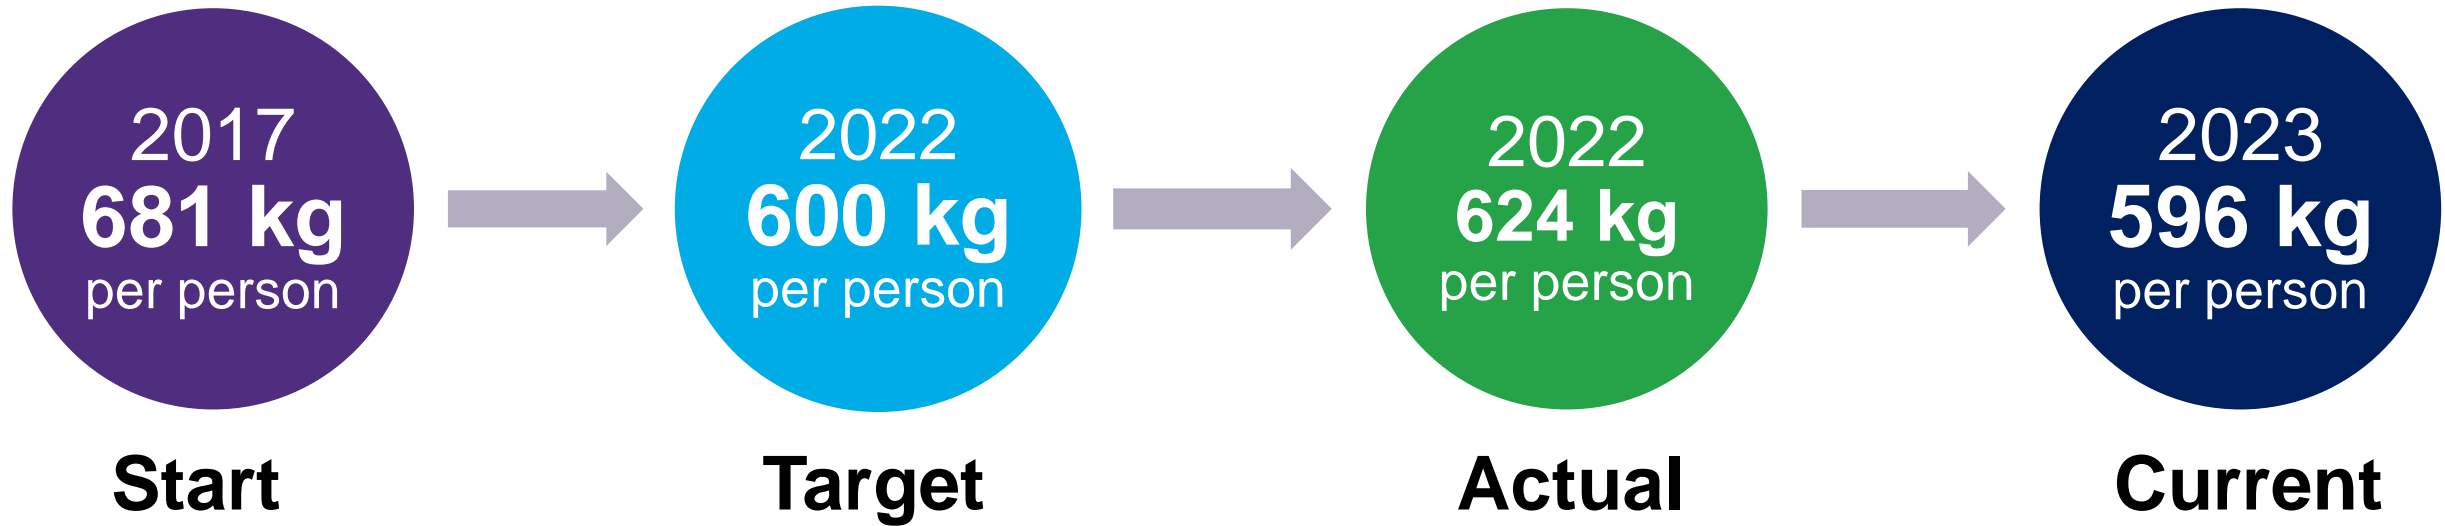 2017
681 kg
per person
Start
2022
600 kg
per person
Target
2022
624 kg
per person
Actual
2023
596 kg
per person
Current